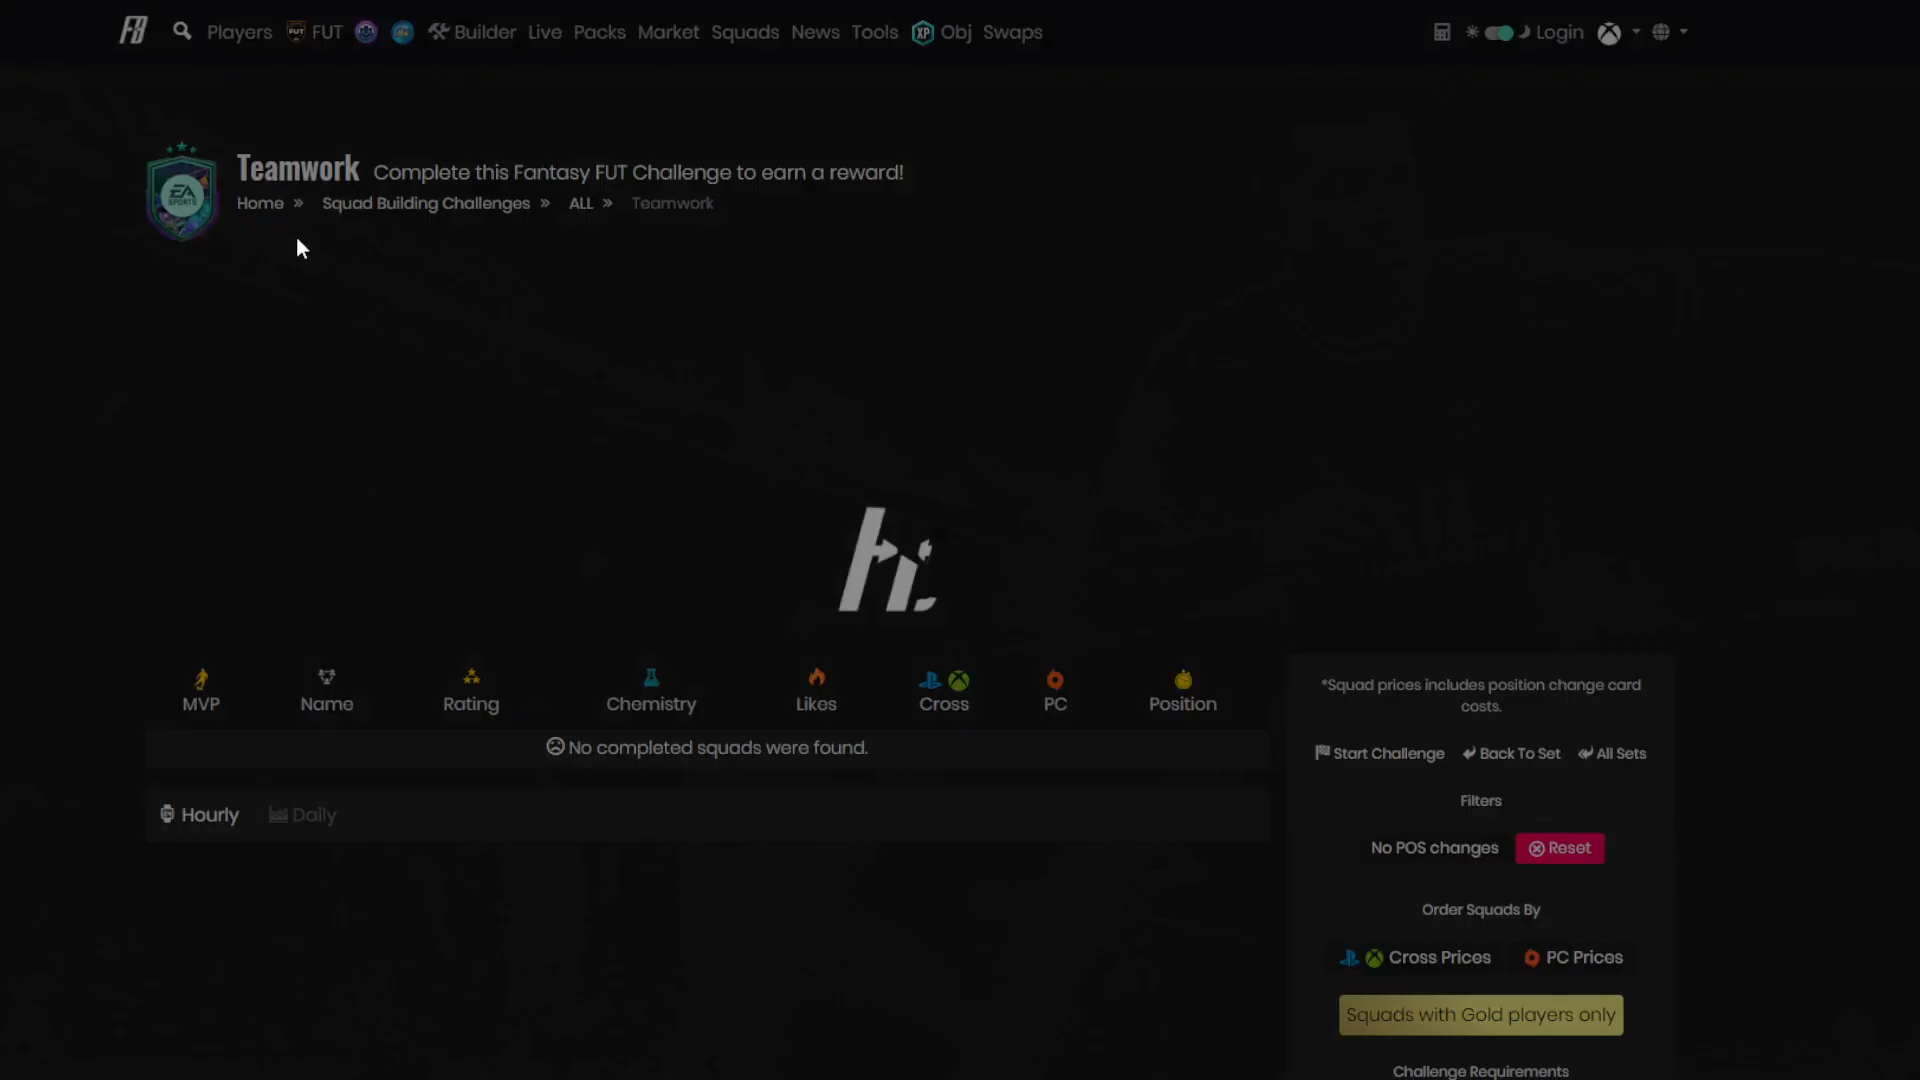 Players FUT Builder Live Packs Market Squads News Tools XP Obj Swaps Login
Teamwork Complete this Fantasy FUT Challenge to earn a reward!
EA SPORTS
Home » Squad Building Challenges » ALL » Teamwork
MVP Name Rating Chemistry Likes Cross PC Position
No completed squads were found.
Hourly Daily
*Squad prices includes position change card
costs.
Start Challenge Back To Set All Sets
Filters
No POS changes Reset
Order Squads By
Cross Prices PC Prices
Squads with Gold players only
Challenge Requirements